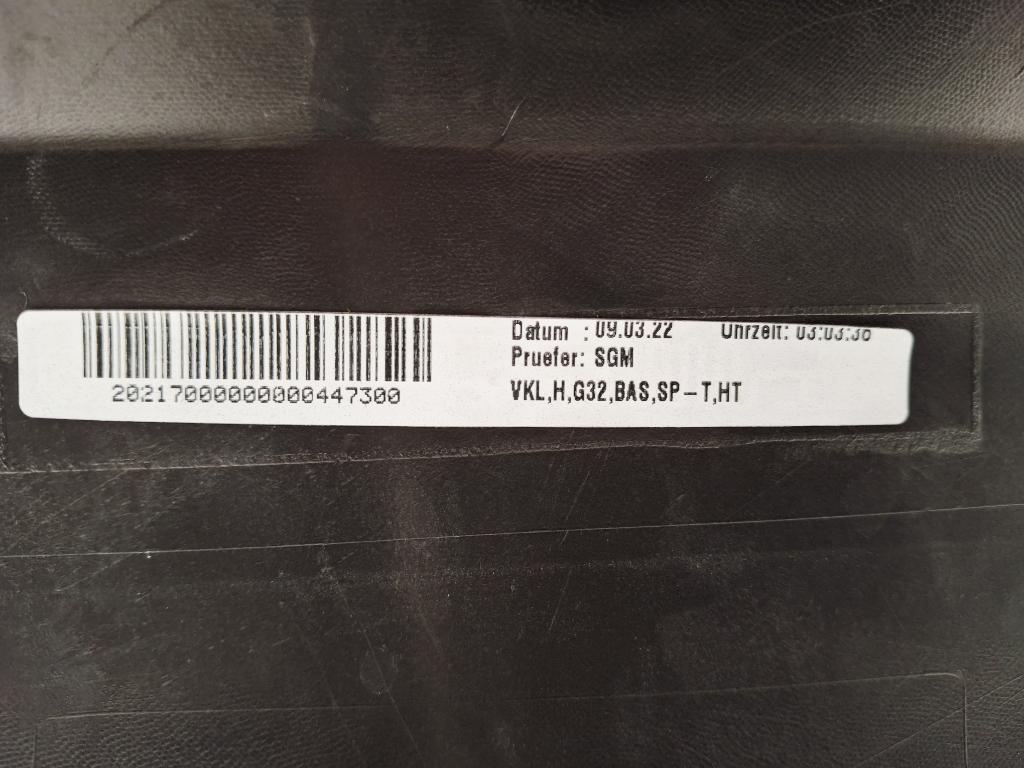 Datum : 09.03.22 Uhrzeit:
Pruefer: SGM
VKL,H,G32,BAS,SP-T,HT
20217000000000447300